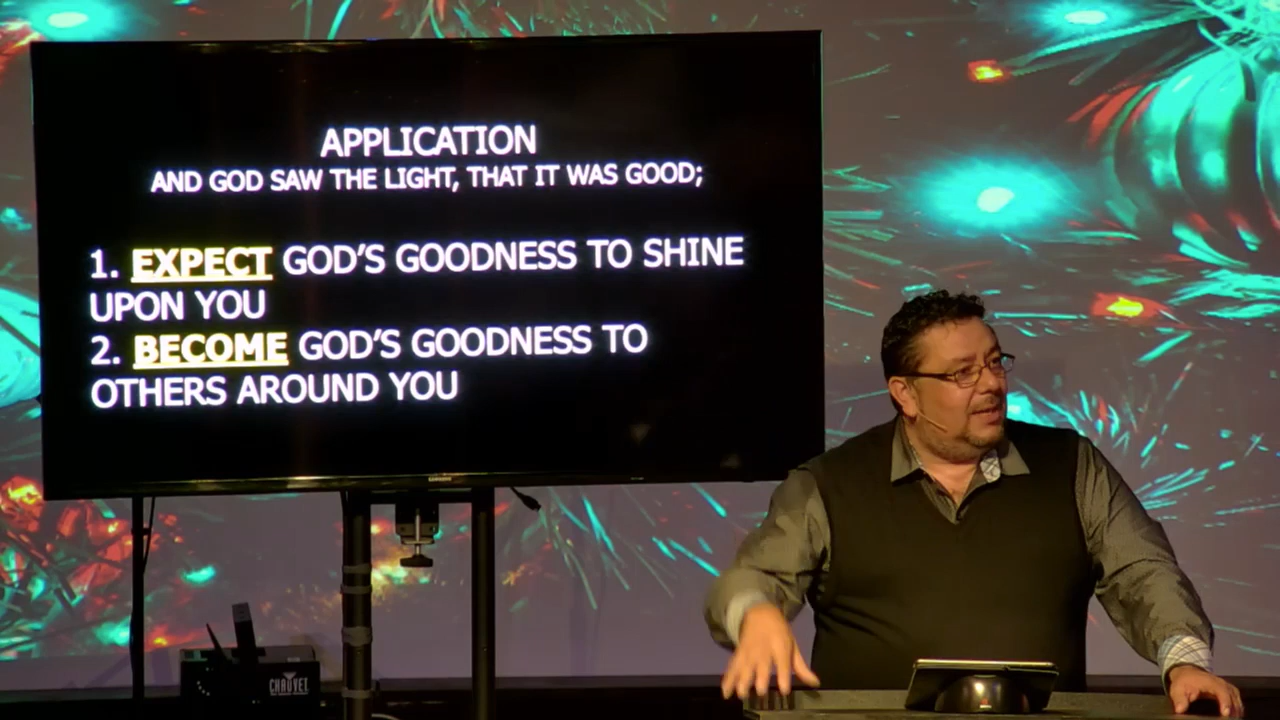 APPLICATION
AND GOD SAW THE LIGHT, THAT IT WAS GOOD;
1. EXPECT GOD'S GOODNESS TO SHINE
UPON YOU
2. BECOME GOD'S GOODNESS TO
OTHERS AROUND YOU
SAMSUNG
CHAUVET